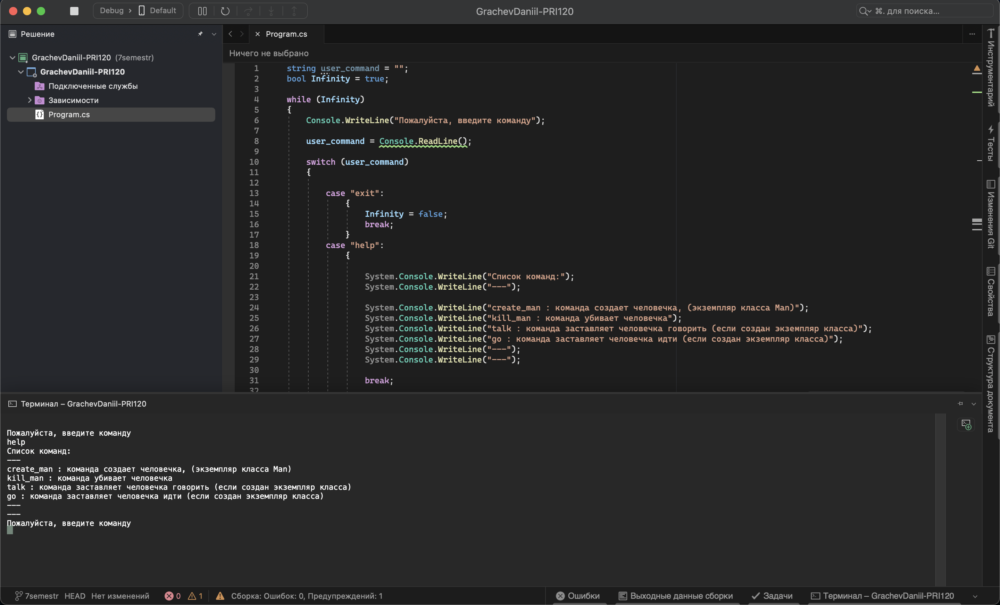 Debug › Default
GrachevDaniil-PRI120
⌘. для поиска...
Решение
GrachevDaniil-PRI120 (7semestr)
GrachevDaniil-PRI120
Подключенные службы
Зависимости
Program.cs
Program.cs
Ничего не выбрано
1 string user_command = "";
2 bool Infinity = true;
3
4 while (Infinity)
5 {
6 Console.WriteLine("Пожалуйста, введите команду");
7
8 user_command = Console.ReadLine();
9
10 switch (user_command)
11 {
12
13 case "exit":
14 {
15 Infinity = false;
16 break;
17 }
18 case "help":
19 {
20
21 System.Console.WriteLine("Список команд:");
22 System.Console.WriteLine("---");
23
24 System.Console.WriteLine("create_man : команда создает человечка, (экземпляр класса Man)");
25 System.Console.WriteLine("kill_man : команда убивает человечка");
26 System.Console.WriteLine("talk : команда заставляет человечка говорить (если создан экземпляр класса)");
27 System.Console.WriteLine("go : команда заставляет человечка идти (если создан экземпляр класса)");
28 System.Console.WriteLine("---");
29 System.Console.WriteLine("---");
30
31 break;
32
Инструментарий
Тесты
Изменения Git
Свойства
Структура документа
Терминал – GrachevDaniil-PRI120
Пожалуйста, введите команду
help
Список команд:
---
create_man : команда создает человечка, (экземпляр класса Man)
kill_man : команда убивает человечка
talk : команда заставляет человечка говорить (если создан экземпляр класса)
go : команда заставляет человечка идти (если создан экземпляр класса)
---
---
Пожалуйста, введите команду
7semestr HEAD Нет изменений 0 1 Сборка: Ошибок: 0, Предупреждений: 1 Ошибки Выходные данные сборки Задачи Терминал – GrachevDaniil-PRI120